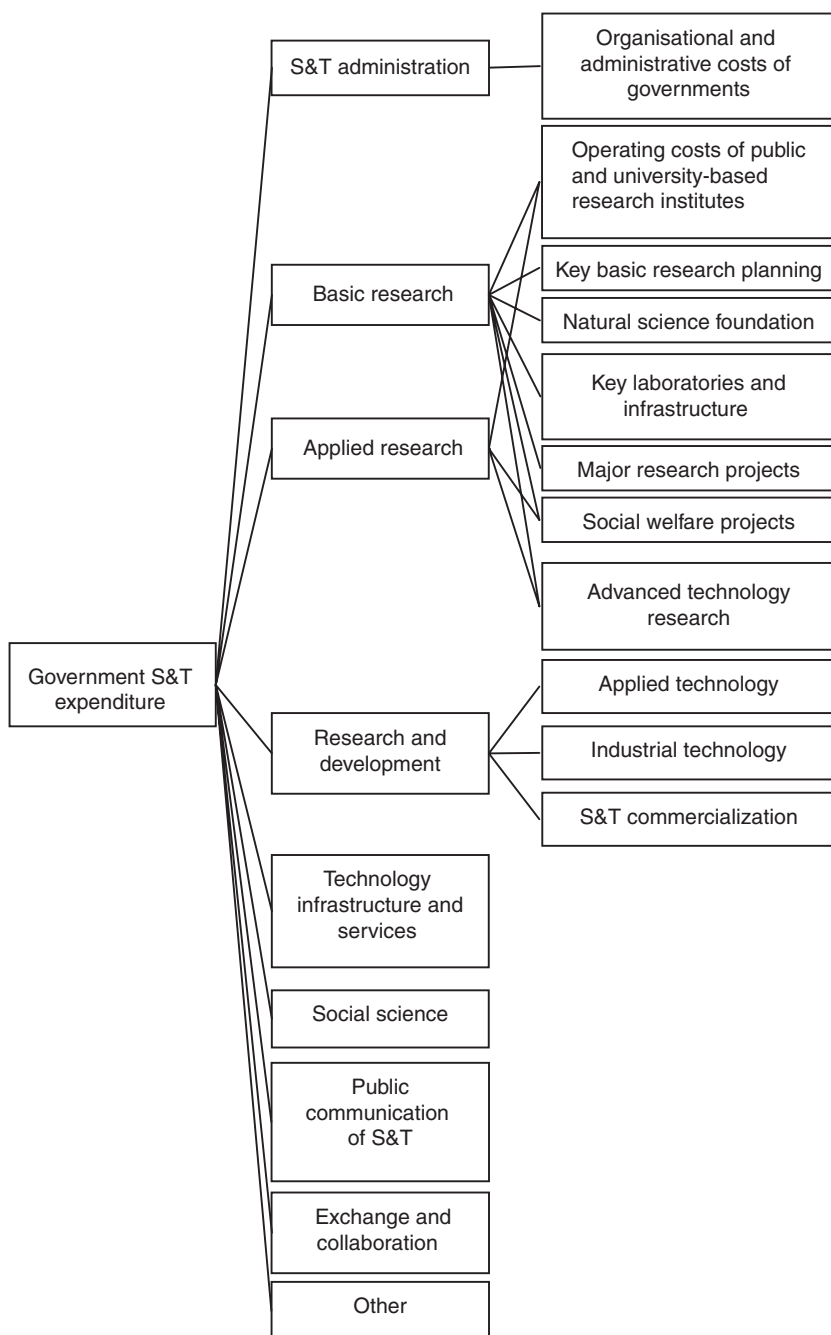 S&T administration
Organisational and
administrative costs of
governments
Operating costs of public
and university-based
research institutes
Basic research
Key basic research planning
Natural science foundation
Key laboratories and
infrastructure
Applied research
Major research projects
Social welfare projects
Advanced technology
research
Government S&T
expenditure
Research and
development
Applied technology
Industrial technology
S&T commercialization
Technology
infrastructure and
services
Social science
Public
communication
of S&T
Exchange and
collaboration
Other